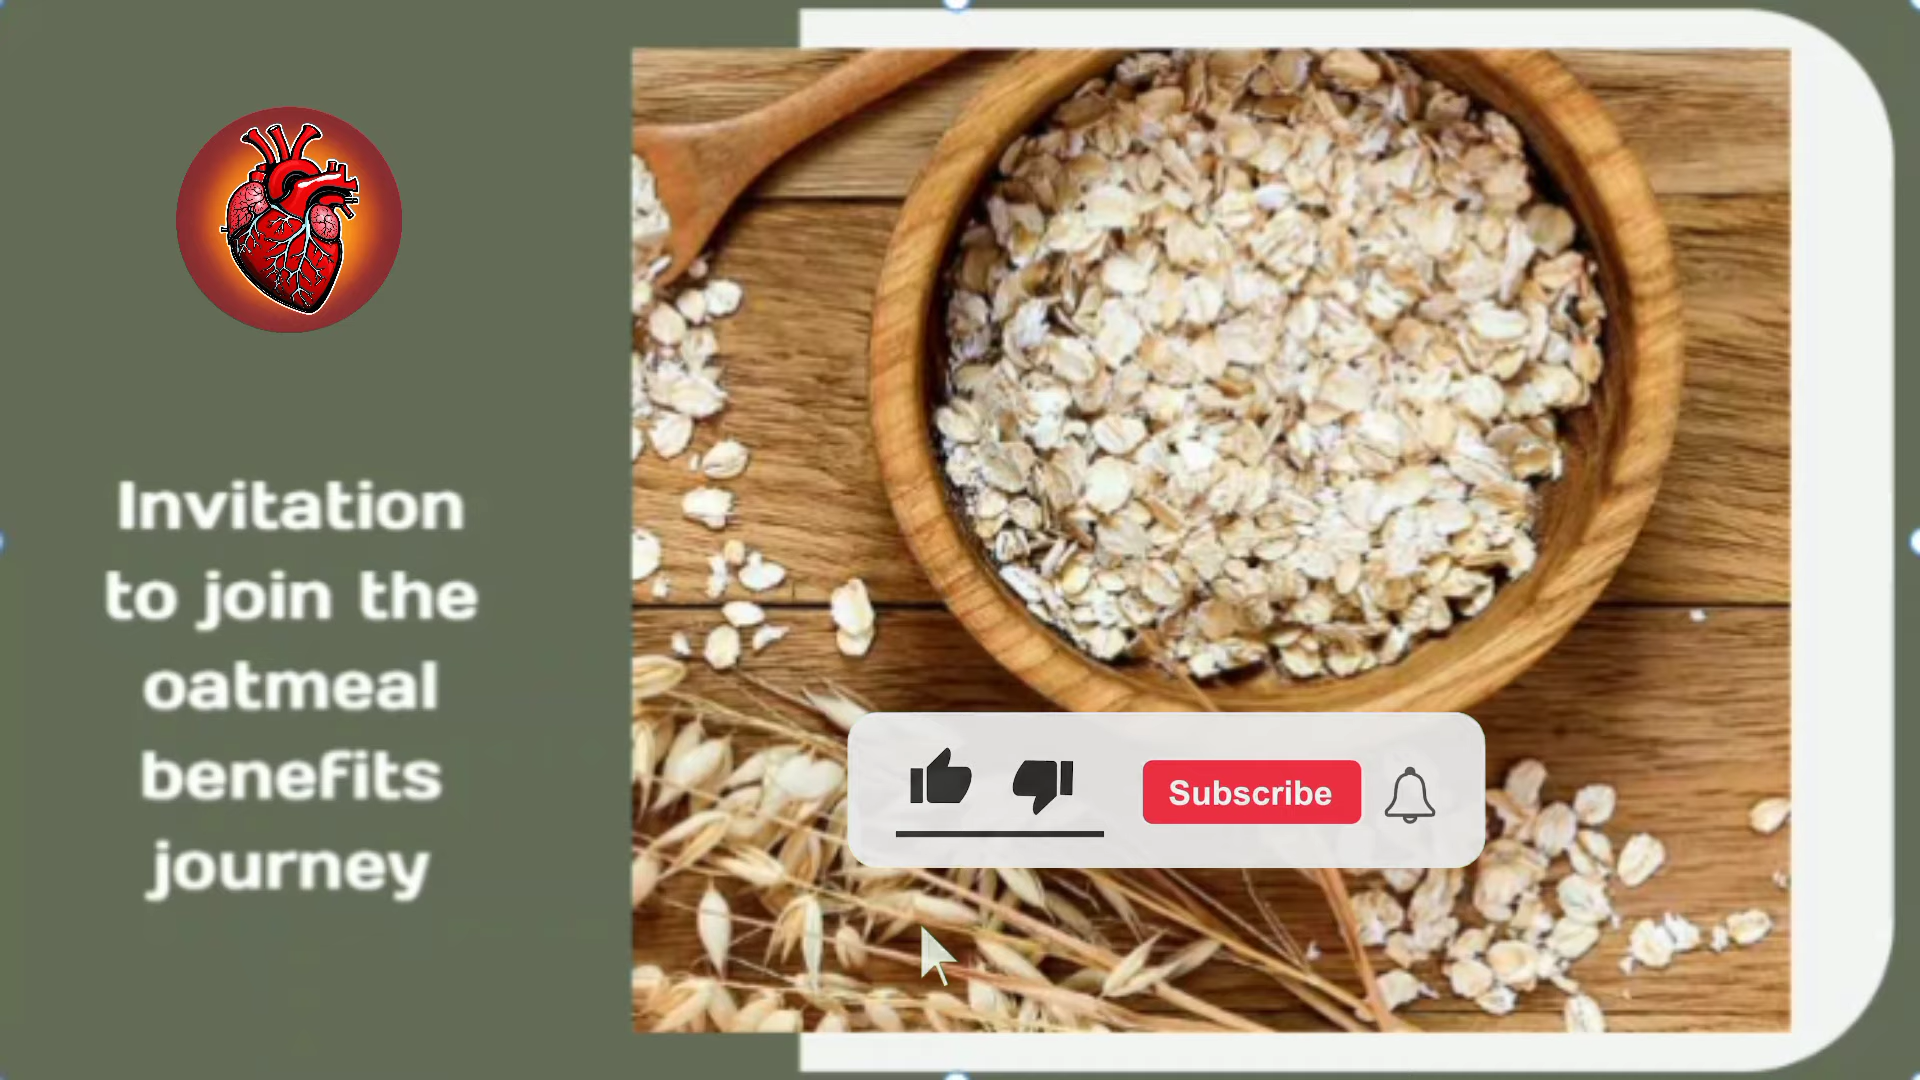 Invitation
to join the
oatmeal
benefits
journey
Subscribe